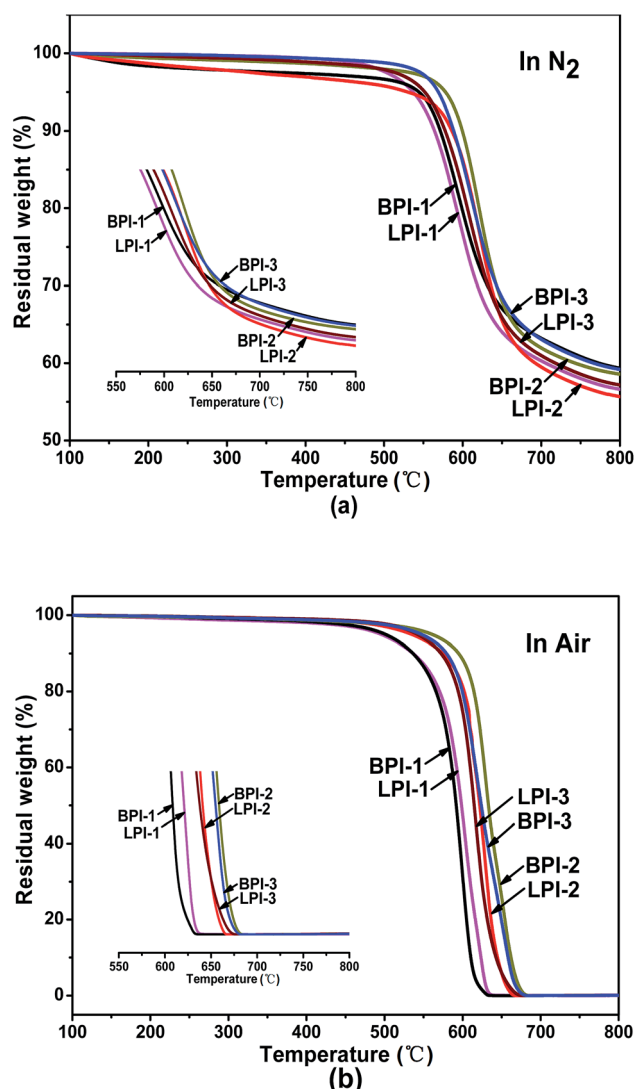 In N2
100
90
80
70
60
50
Residual weight (%)
BPI-1
LPI-1
BPI-3
LPI-3
BPI-2
LPI-2
BPI-1
LPI-1
BPI-3
LPI-3
BPI-2
LPI-2
550 600 650 700 750 800
Temperature (℃)
100 200 300 400 500 600 700 800
Temperature (℃)
(a)
In Air
100
80
60
40
20
0
Residual weight (%)
BPI-1
LPI-1
LPI-3
BPI-3
BPI-2
LPI-2
BPI-1
LPI-1
BPI-2
LPI-2
BPI-3
LPI-3
550 600 650 700 750 800
Temperature (℃)
100 200 300 400 500 600 700 800
Temperature (℃)
(b)